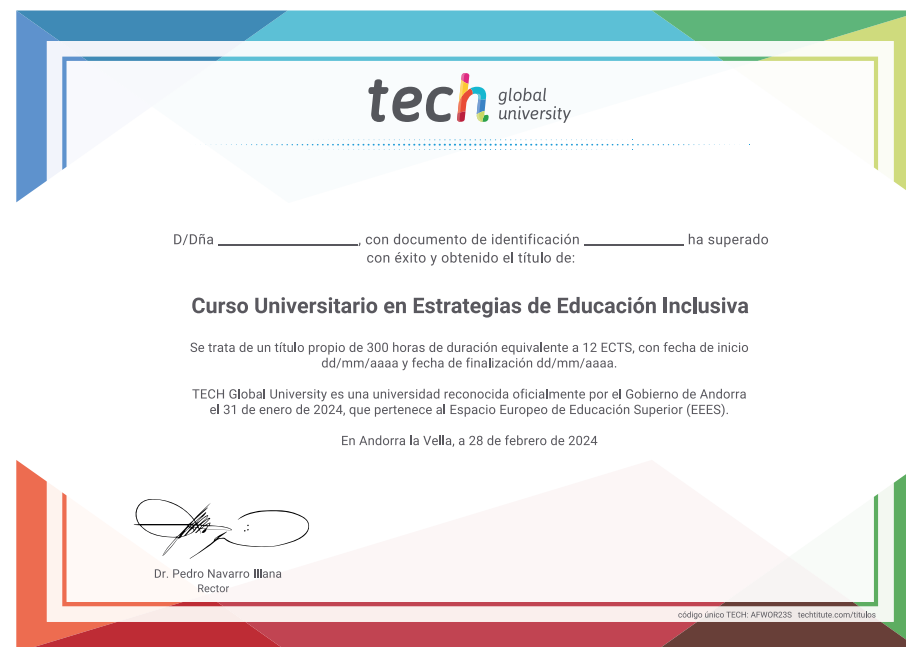 tech global university
D/Dña ____________________, con documento de identificación ______________ ha superado
con éxito y obtenido el título de:
Curso Universitario en Estrategias de Educación Inclusiva
Se trata de un título propio de 300 horas de duración equivalente a 12 ECTS, con fecha de inicio
dd/mm/aaaa y fecha de finalización dd/mm/aaaa.
TECH Global University es una universidad reconocida oficialmente por el Gobierno de Andorra
el 31 de enero de 2024, que pertenece al Espacio Europeo de Educación Superior (EEES).
En Andorra la Vella, a 28 de febrero de 2024
Dr. Pedro Navarro Illana
Rector
código único TECH: AFWOR23S techtitute.com/titulos